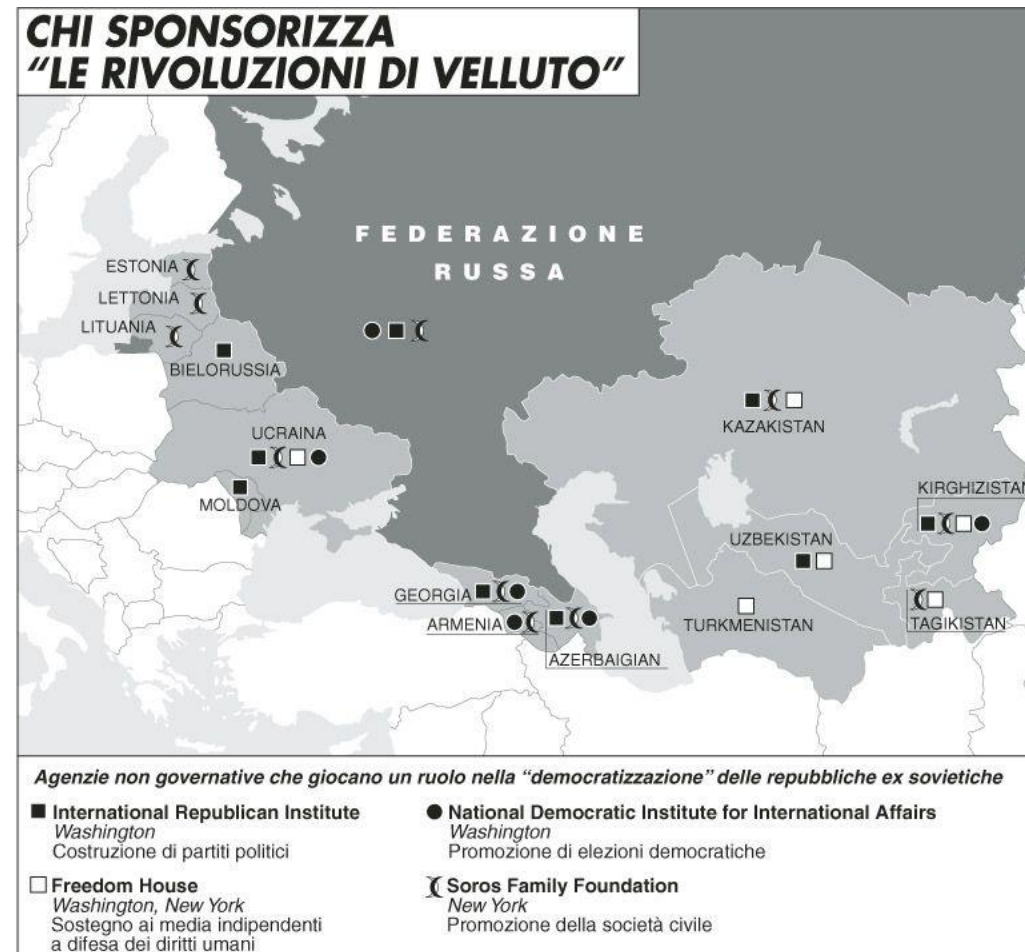 CHI SPONSORIZZA
“LE RIVOLUZIONI DI VELLUTO”
FEDERAZIONE
RUSSA
ESTONIA
LETTONIA
LITUANIA
BIELORUSSIA
UCRAINA
MOLDOVA
KAZAKISTAN
KIRGHIZISTAN
UZBEKISTAN
GEORGIA
ARMENIA
TURKMENISTAN
TAGIKISTAN
AZERBAIGIAN
Agenzie non governative che giocano un ruolo nella “democratizzazione” delle repubbliche ex sovietiche
International Republican Institute
Washington
Costruzione di partiti politici
National Democratic Institute for International Affairs
Washington
Promozione di elezioni democratiche
Freedom House
Washington, New York
Sostegno ai media indipendenti
a difesa dei diritti umani
Soros Family Foundation
New York
Promozione della società civile